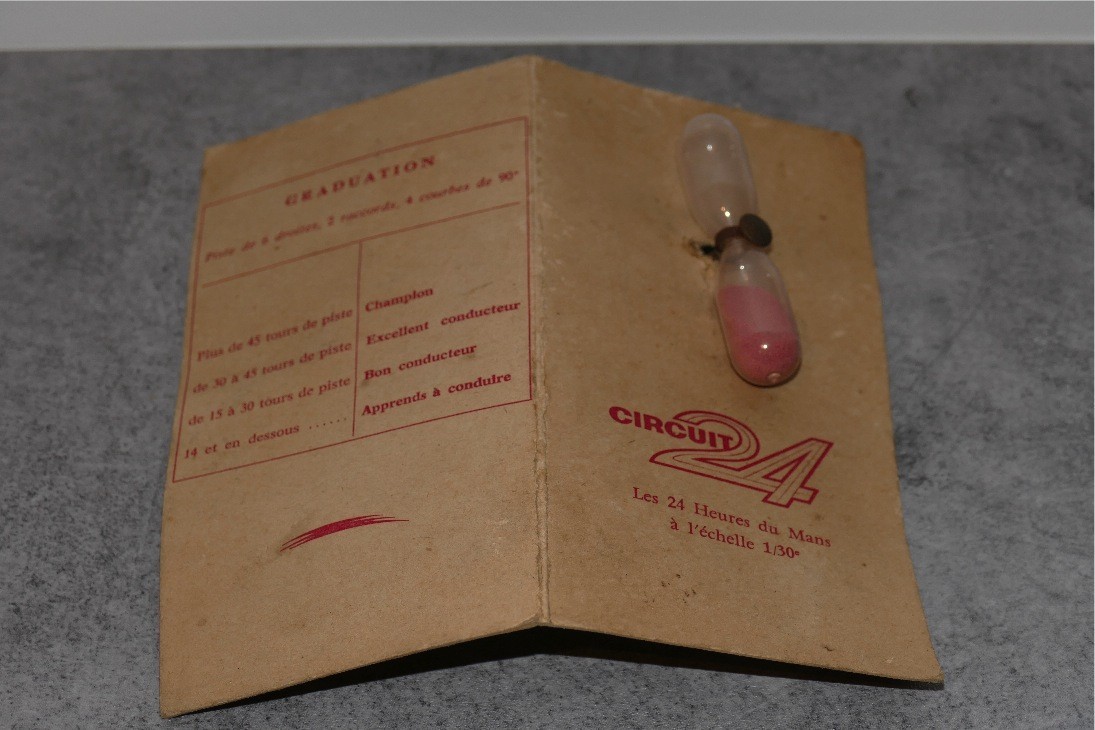 GRADUATION
Piste de 6 droites, 2 raccords, 4 courbes de 90°
Plus de 45 tours de piste Champion
de 30 à 45 tours de piste Excellent conducteur
de 15 à 30 tours de piste Bon conducteur
14 et en dessous ...... Apprends à conduire
CIRCUIT 24
Les 24 Heures du Mans
à l'échelle 1/30e